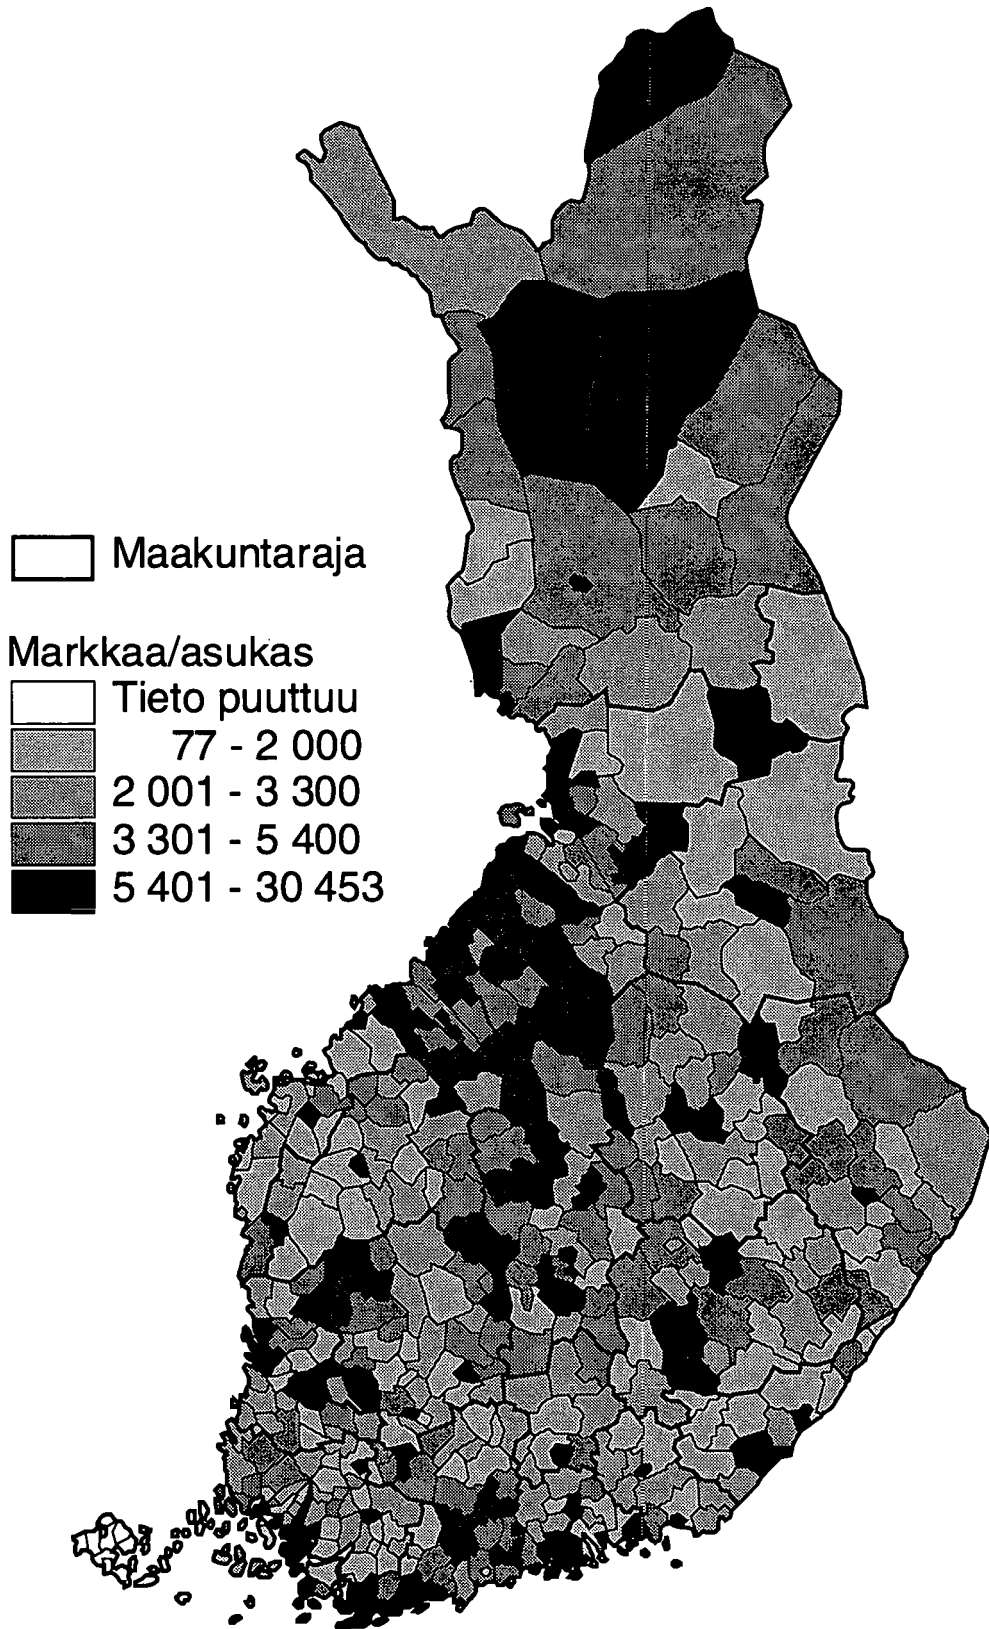 Maakuntaraja
Markkaa/asukas
Tieto puuttuu
77 - 2 000
2 001 - 3 300
3 301 - 5 400
5 401 - 30 453